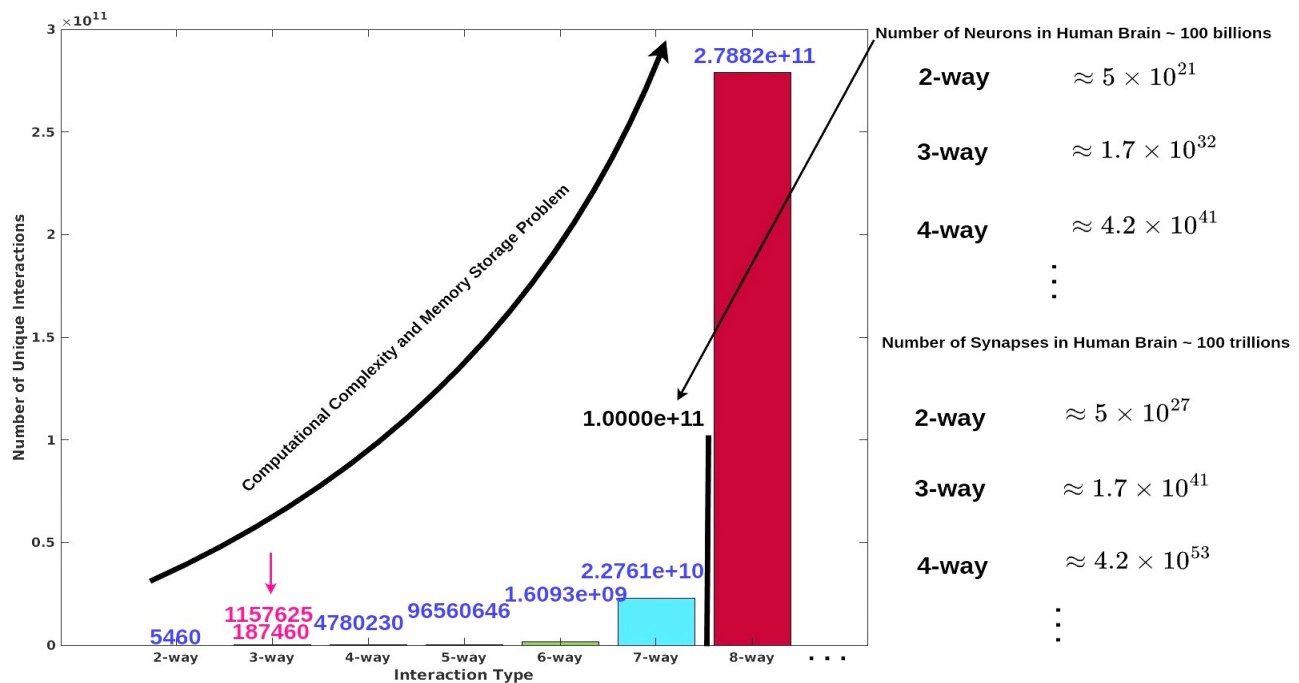 ×10¹¹
3
2.5
2
1.5
1
0.5
0
Number of Unique Interactions
Computational Complexity and Memory Storage Problem
5460
1157625
187460
4780230
96560646
1.6093e+09
2.2761e+10
1.0000e+11
2.7882e+11
2-way 3-way 4-way 5-way 6-way 7-way 8-way . . .
Interaction Type
Number of Neurons in Human Brain ~ 100 billions
2-way ≈ 5 × 10²¹
3-way ≈ 1.7 × 10³²
4-way ≈ 4.2 × 10⁴¹
⋮
Number of Synapses in Human Brain ~ 100 trillions
2-way ≈ 5 × 10²⁷
3-way ≈ 1.7 × 10⁴¹
4-way ≈ 4.2 × 10⁵³
⋮